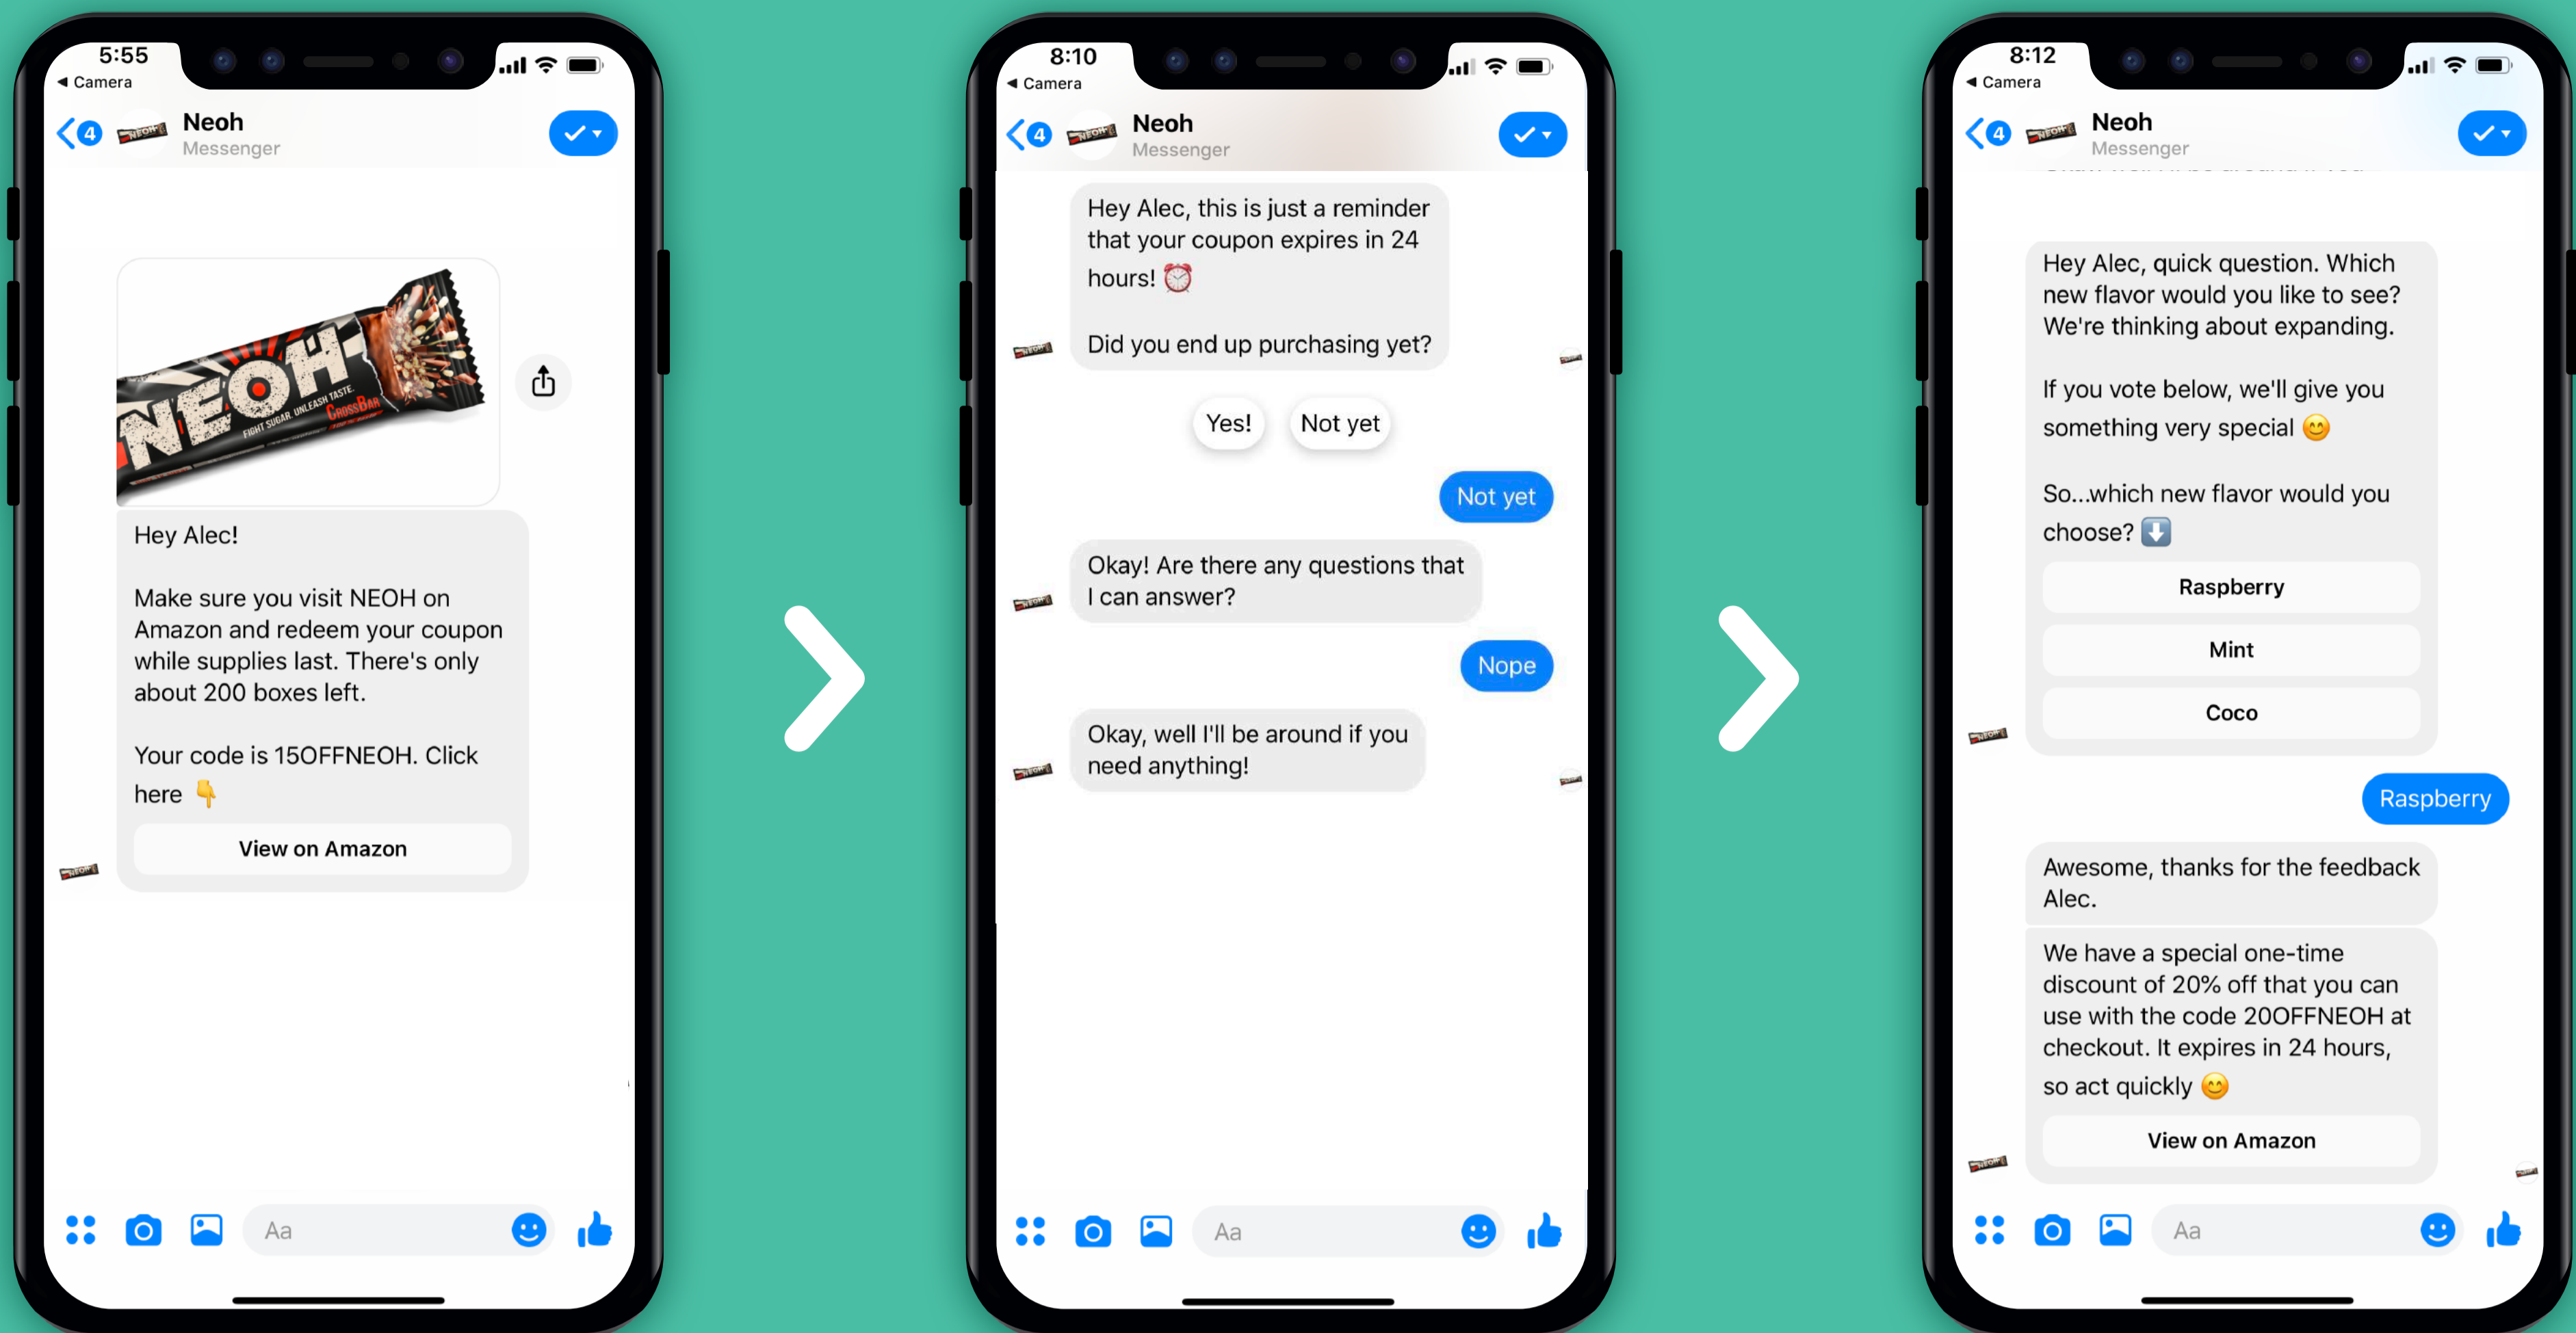 5:55
Camera
4
Neoh
Messenger
NEOH
FIGHT SUGAR. UNLEASH TASTE.
CROSSBAR
Hey Alec!
Make sure you visit NEOH on
Amazon and redeem your coupon
while supplies last. There's only
about 200 boxes left.
Your code is 15OFFNEOH. Click
here 👇
View on Amazon
Aa
8:10
Camera
4
Neoh
Messenger
Hey Alec, this is just a reminder
that your coupon expires in 24
hours! ⏰
Did you end up purchasing yet?
Yes! Not yet
Not yet
Okay! Are there any questions that
I can answer?
Nope
Okay, well I'll be around if you
need anything!
Aa
8:12
Camera
4
Neoh
Messenger
Hey Alec, quick question. Which
new flavor would you like to see?
We're thinking about expanding.
If you vote below, we'll give you
something very special 😊
So...which new flavor would you
choose? ⬇️
Raspberry
Mint
Coco
Raspberry
Awesome, thanks for the feedback
Alec.
We have a special one-time
discount of 20% off that you can
use with the code 20OFFNEOH at
checkout. It expires in 24 hours,
so act quickly 😊
View on Amazon
Aa